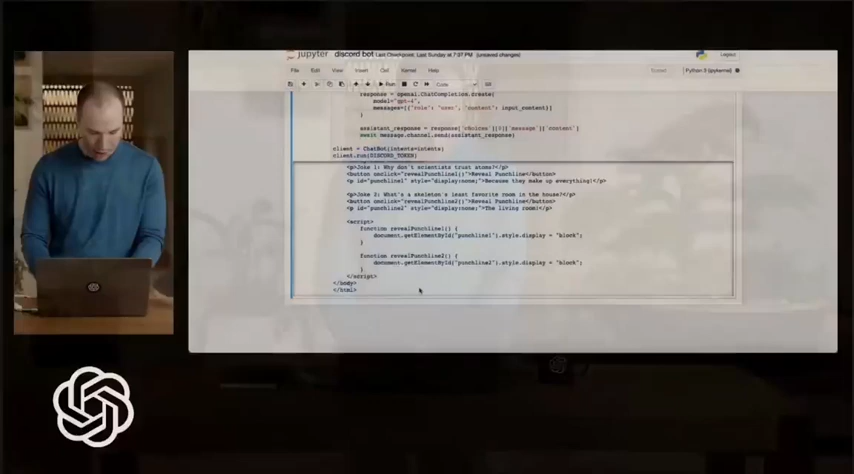 jupyter discord bot Last Checkpoint: Last Sunday at 7:07 PM (unsaved changes) Logout
File Edit View Insert Cell Kernel Help Python 3 (ipykernel)
Run Code
response = openai.ChatCompletion.create(
model="gpt-4",
messages=[{"role": "user", "content": input_content}]
)
assistant_response = response['choices'][0]['message']['content']
await message.channel.send(assistant_response)
client = ChatBot(intents=intents)
client.run(DISCORD_TOKEN)
<p>Joke 1: Why don't scientists trust atoms?</p>
<button onclick="revealPunchline1()">Reveal Punchline</button>
<p id="punchline1" style="display:none;">Because they make up everything!</p>
<p>Joke 2: What's a skeleton's least favorite room in the house?</p>
<button onclick="revealPunchline2()">Reveal Punchline</button>
<p id="punchline2" style="display:none;">The living room!</p>
<script>
function revealPunchline1() {
document.getElementById("punchline1").style.display = "block";
}
function revealPunchline2() {
document.getElementById("punchline2").style.display = "block";
}
</script>
</body>
</html>